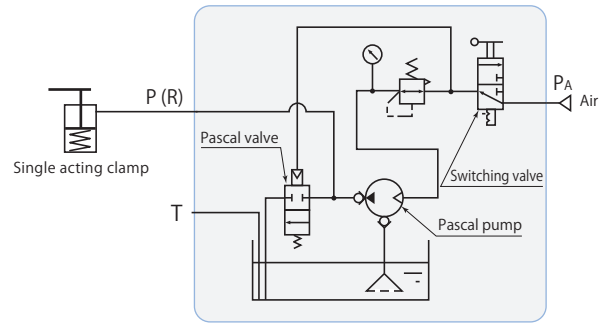 P (R)
PA
Air
Pascal valve
Single acting clamp
Switching valve
T
Pascal pump